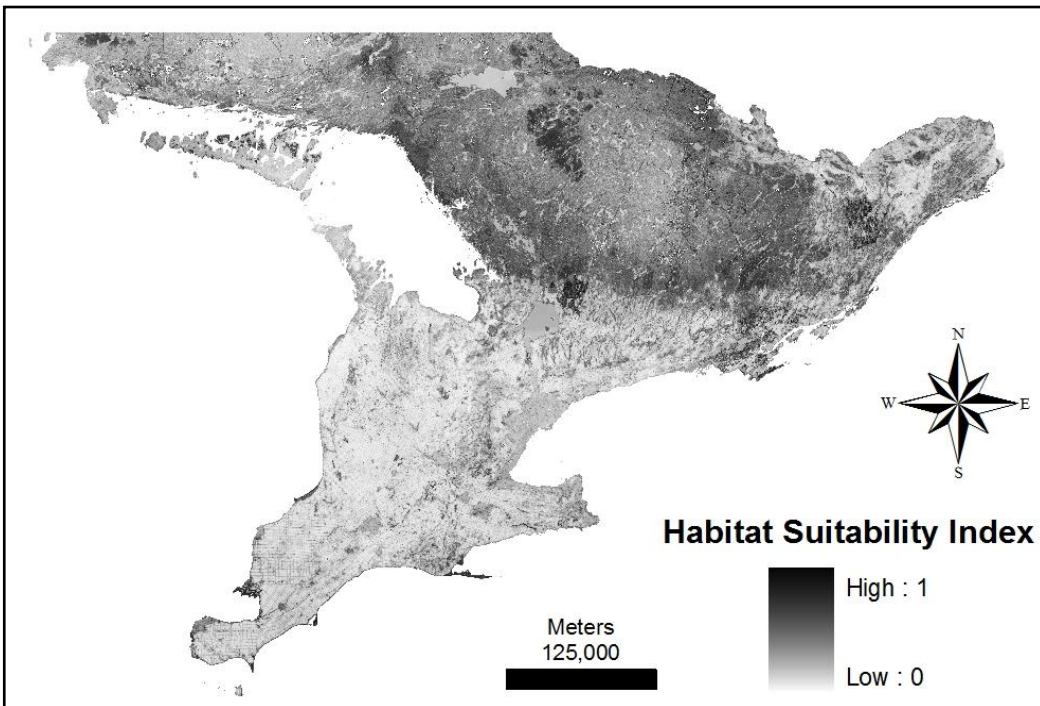 N
W E
S
Habitat Suitability Index
High : 1
Low : 0
Meters
125,000